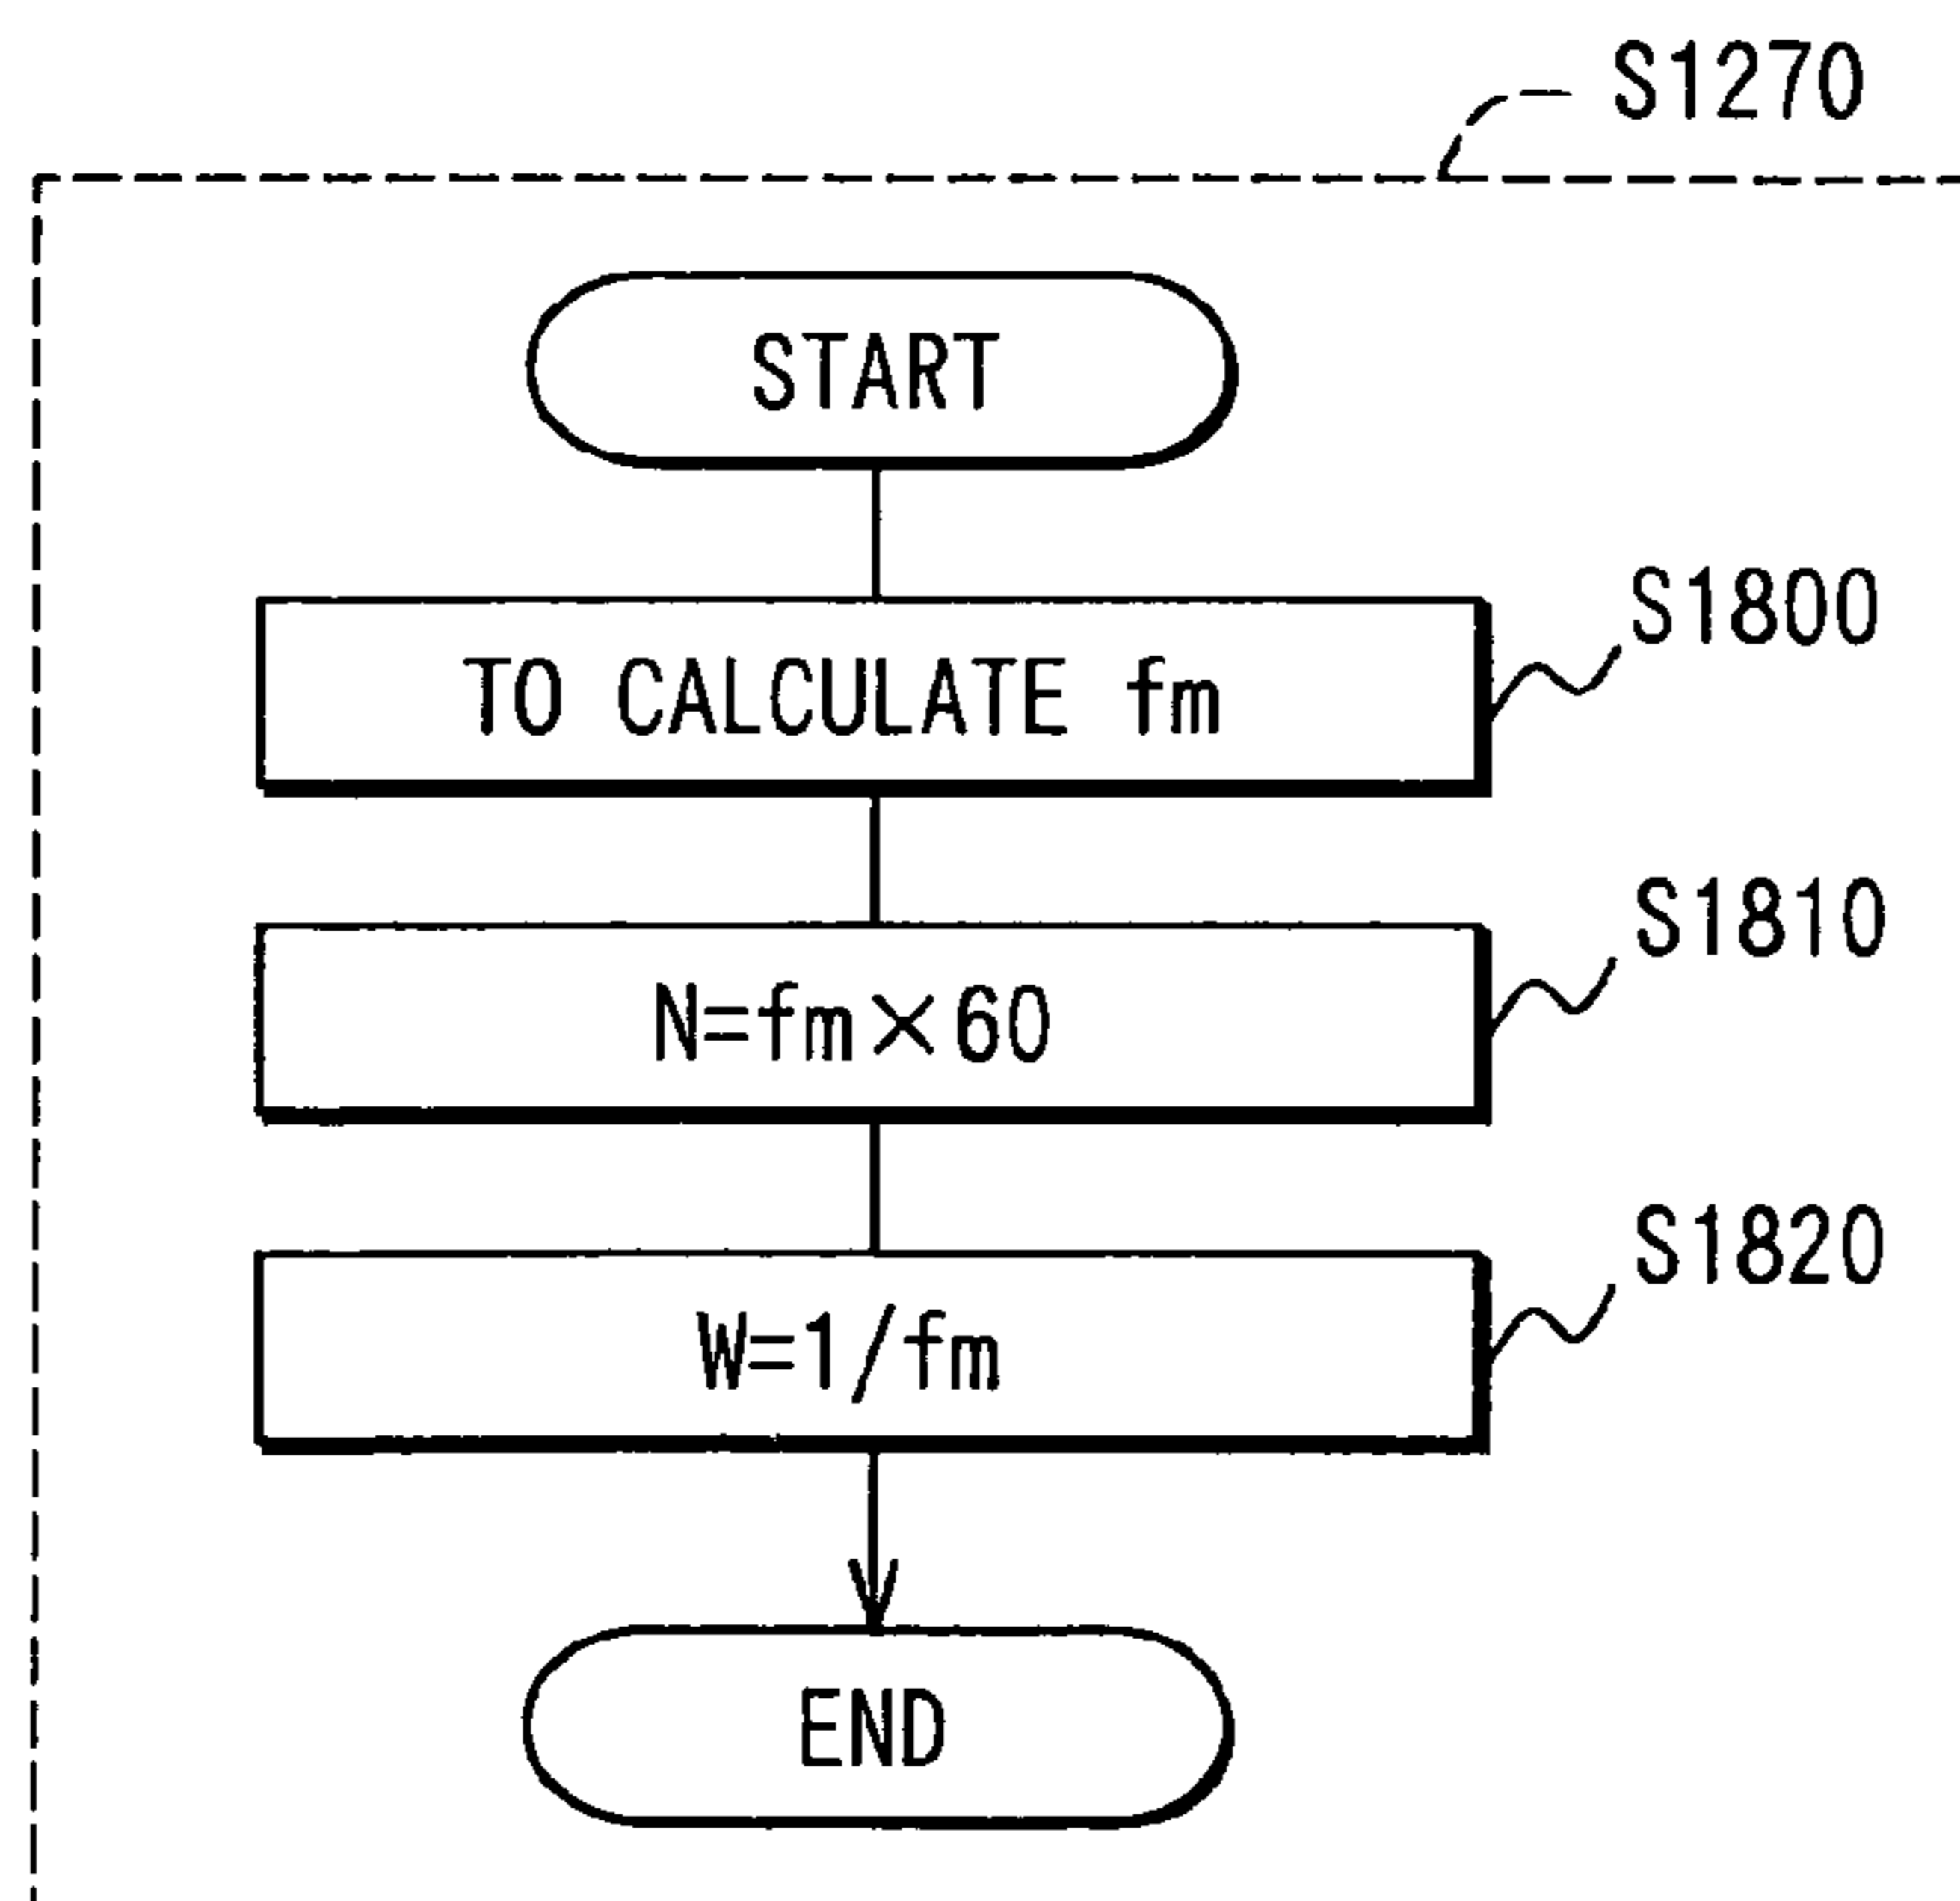 S1270
START
S1800
TO CALCULATE fm
S1810
N=fm×60
S1820
W=1/fm
END